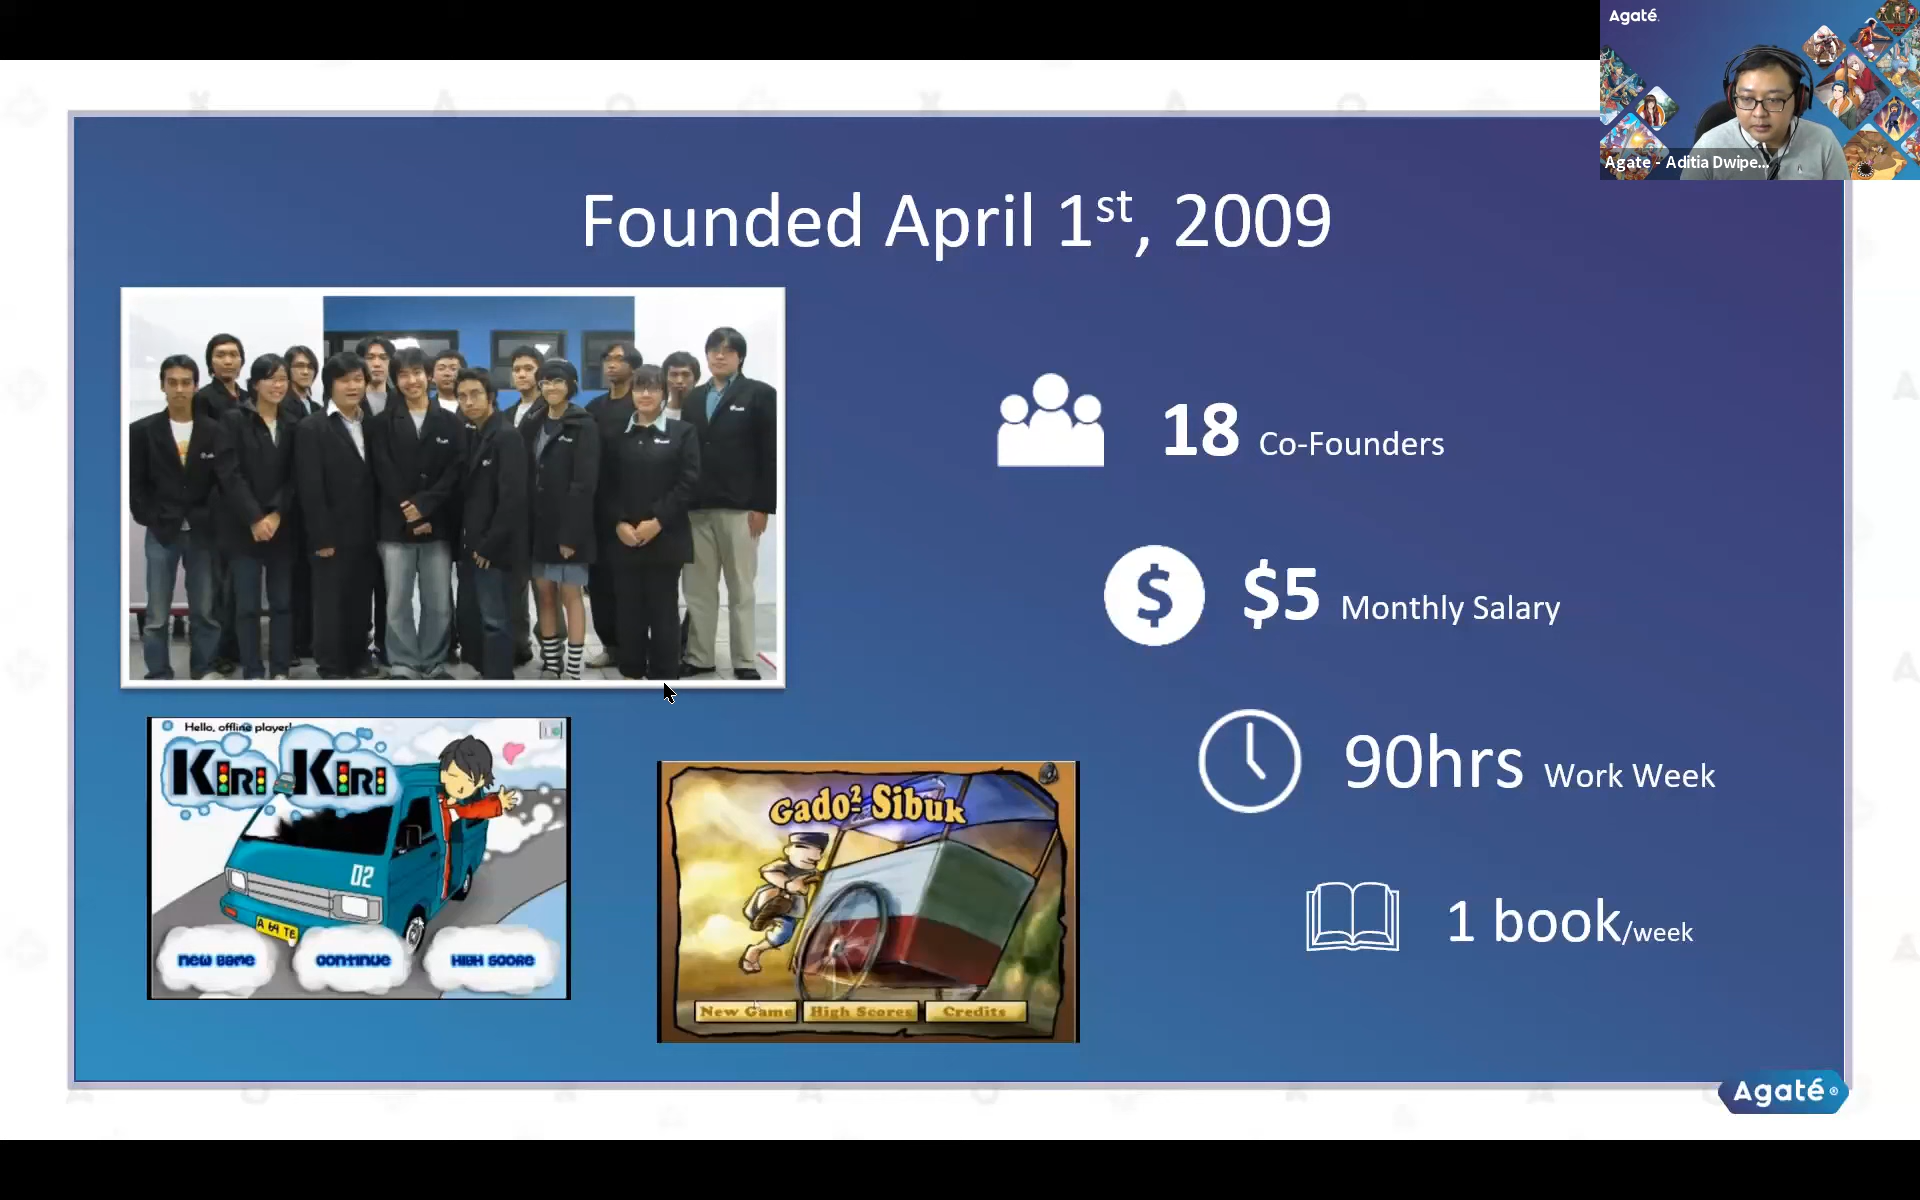 Agaté
Agate - Aditia Dwipe...
Founded April 1st, 2009
18 Co-Founders
$5 Monthly Salary
90hrs Work Week
1 book/week
Hello, offline player!
KIRI KIRI
02
A 64 TE
NEW GAME
CONTINUE
HIGH SCORE
Gado² Sibuk
New Game
High Scores
Credits
Agaté®